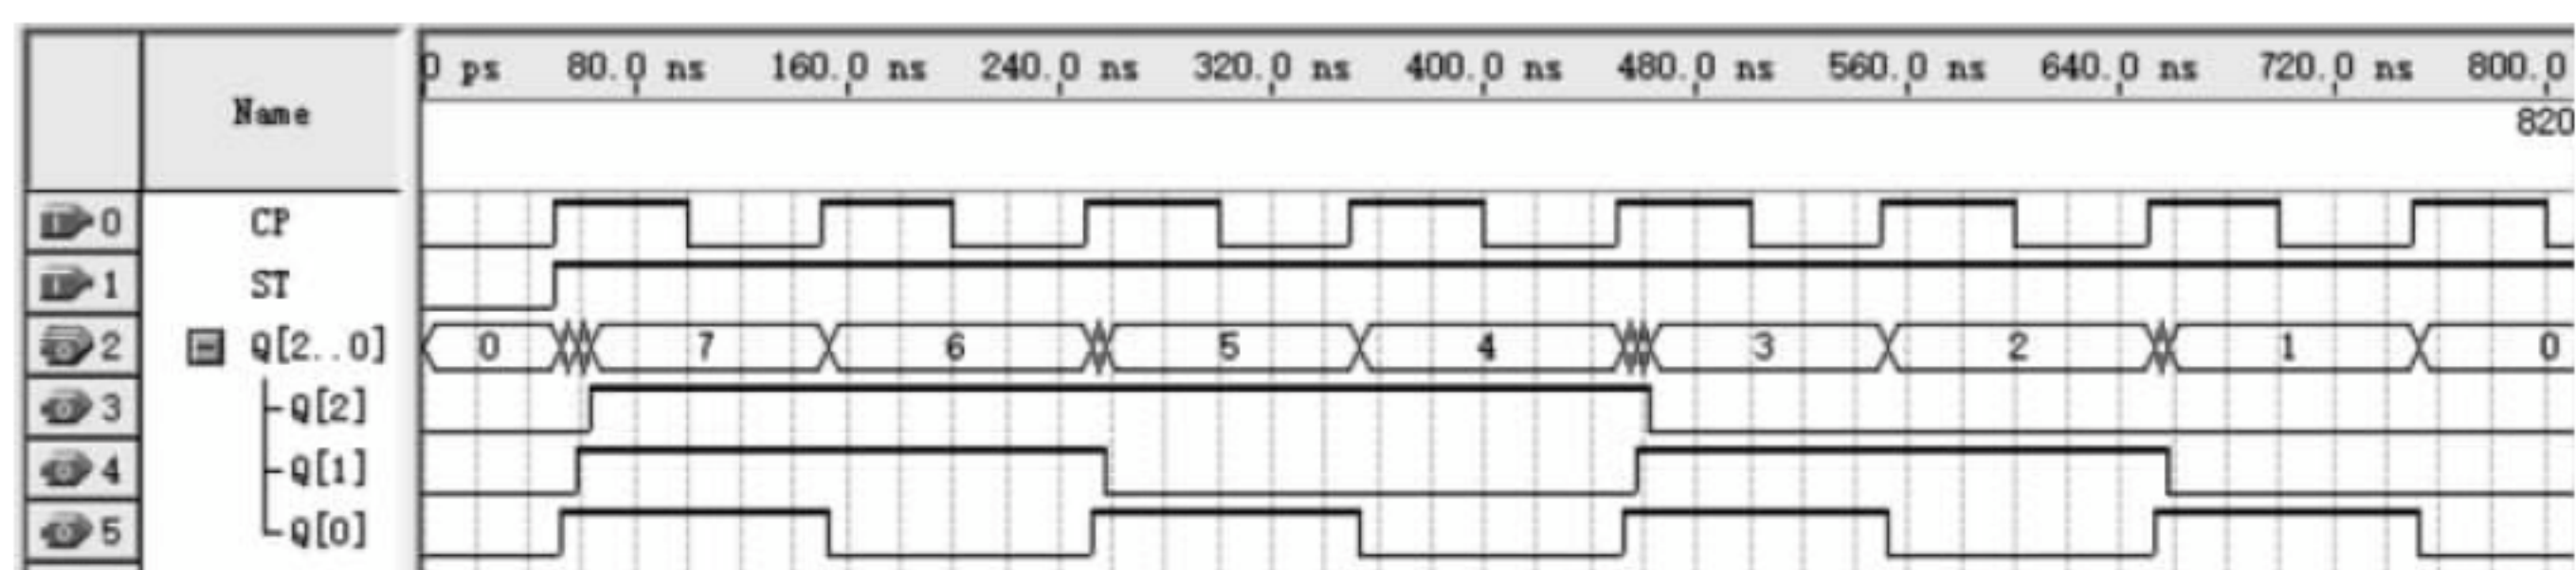 0 ps 80.0 ns 160.0 ns 240.0 ns 320.0 ns 400.0 ns 480.0 ns 560.0 ns 640.0 ns 720.0 ns 800.0
Name
820
0 CP
1 ST
2 Q[2..0] 0 7 6 5 4 3 2 1 0
3 Q[2]
4 Q[1]
5 Q[0]